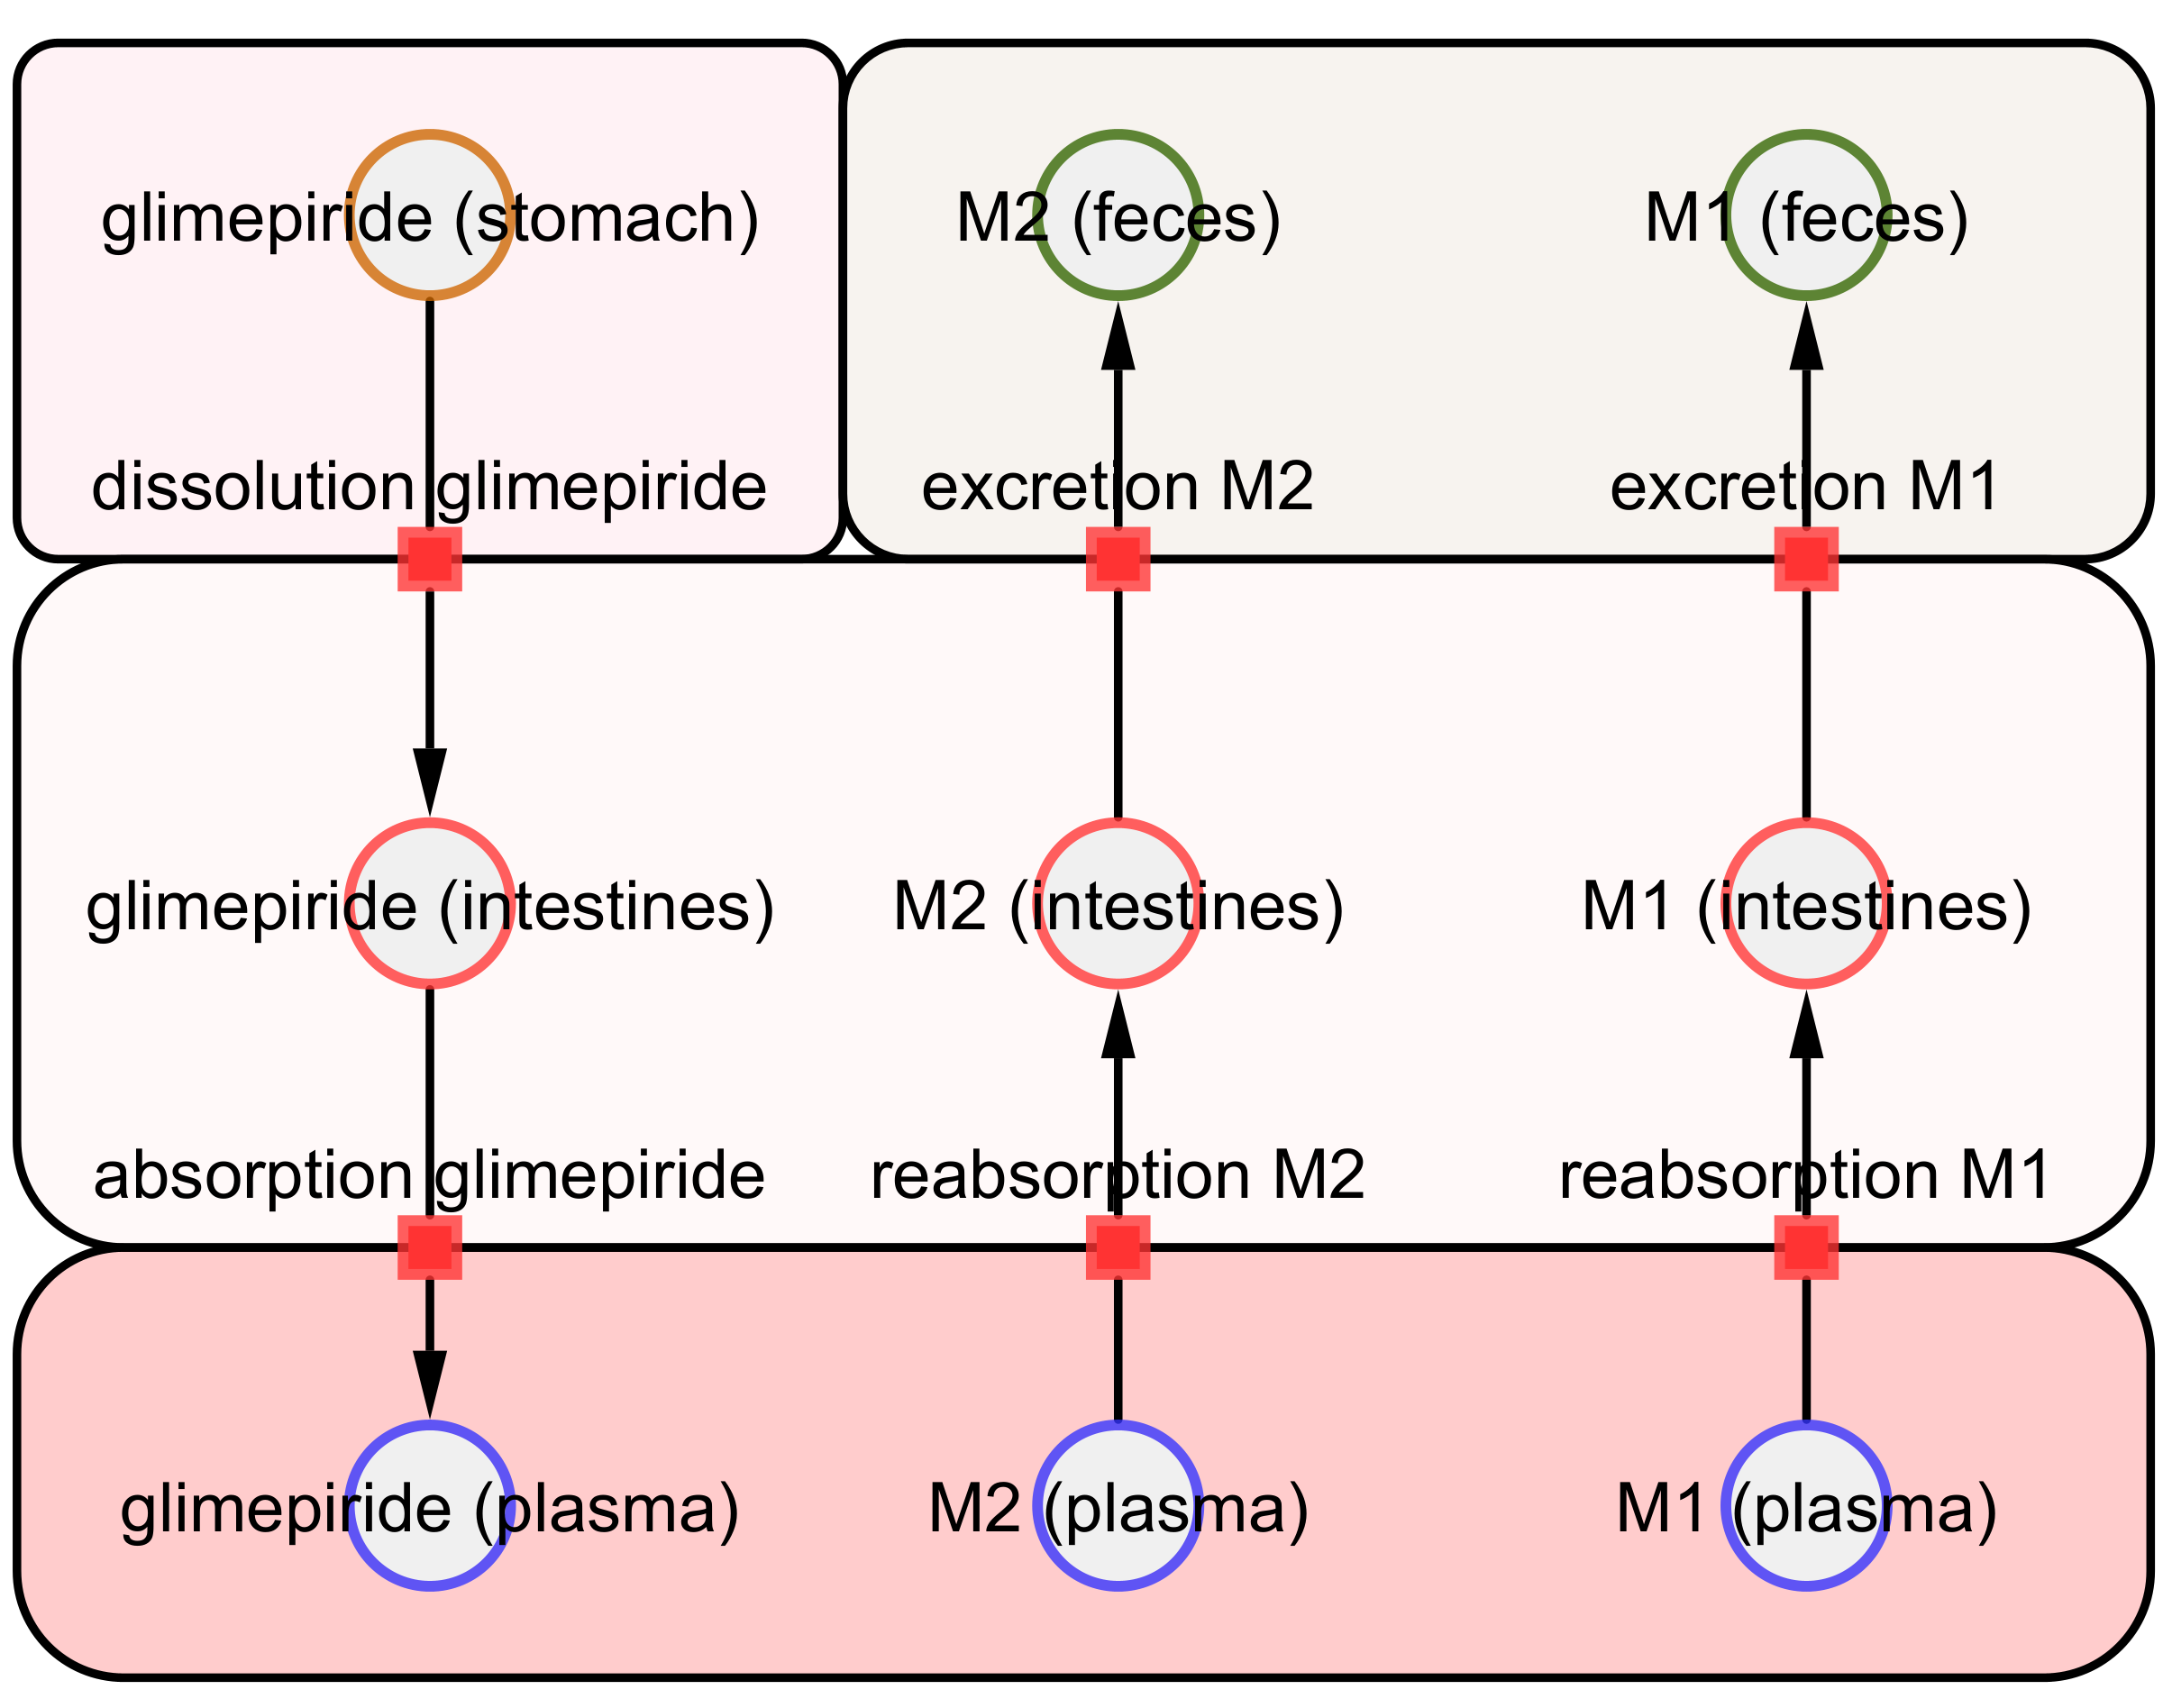 glimepiride (stomach)
M2 (feces)
M1 (feces)
dissolution glimepiride
excretion M2
excretion M1
glimepiride (intestines)
M2 (intestines)
M1 (intestines)
absorption glimepiride
reabsorption M2
reabsorption M1
glimepiride (plasma)
M2 (plasma)
M1 (plasma)